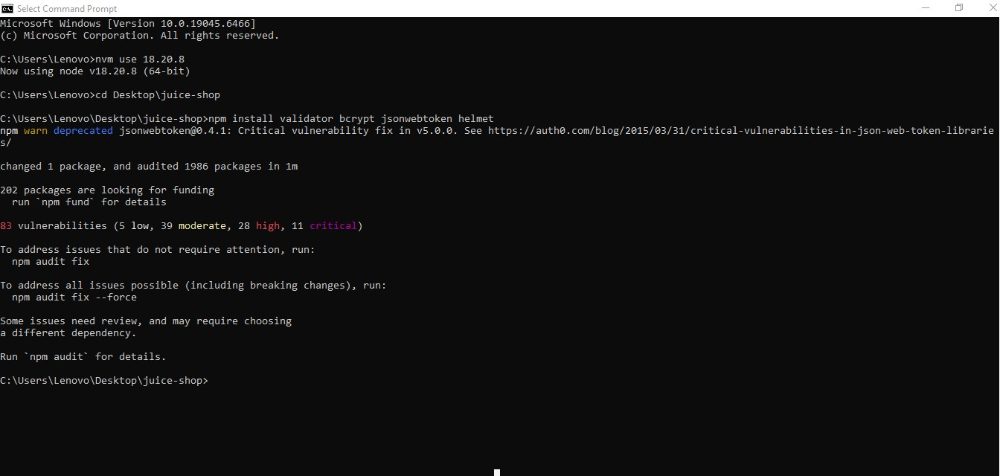 Select Command Prompt
Microsoft Windows [Version 10.0.19045.6466]
(c) Microsoft Corporation. All rights reserved.
C:\Users\Lenovo>nvm use 18.20.8
Now using node v18.20.8 (64-bit)
C:\Users\Lenovo>cd Desktop\juice-shop
C:\Users\Lenovo\Desktop\juice-shop>npm install validator bcrypt jsonwebtoken helmet
npm warn deprecated jsonwebtoken@0.4.1: Critical vulnerability fix in v5.0.0. See https://auth0.com/blog/2015/03/31/critical-vulnerabilities-in-json-web-token-librarie
s/
changed 1 package, and audited 1986 packages in 1m
202 packages are looking for funding
  run `npm fund` for details
83 vulnerabilities (5 low, 39 moderate, 28 high, 11 critical)
To address issues that do not require attention, run:
  npm audit fix
To address all issues possible (including breaking changes), run:
  npm audit fix --force
Some issues need review, and may require choosing
a different dependency.
Run `npm audit` for details.
C:\Users\Lenovo\Desktop\juice-shop>